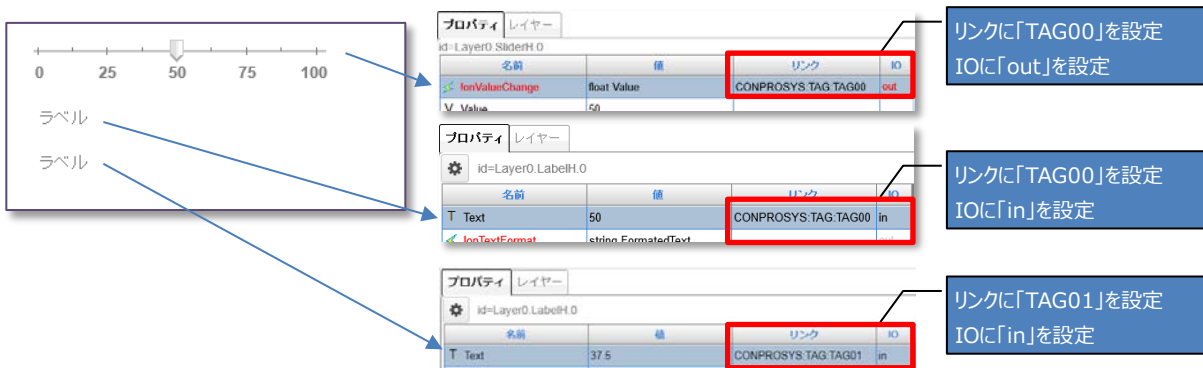 0 25 50 75 100
ラベル
ラベル
プロパティ レイヤー
id=Layer0.SliderH.0
名前 値 リンク IO
IonValueChange float Value CONPROSYS:TAG:TAG00 out
V Value 50
リンクに「TAG00」を設定
IOに「out」を設定
プロパティ レイヤー
id=Layer0.LabelH.0
名前 値 リンク IO
T Text 50 CONPROSYS:TAG:TAG00 in
IonTextFormat string FormatedText out
リンクに「TAG00」を設定
IOに「in」を設定
プロパティ レイヤー
id=Layer0.LabelH.0
名前 値 リンク IO
T Text 37.5 CONPROSYS:TAG:TAG01 in
リンクに「TAG01」を設定
IOに「in」を設定